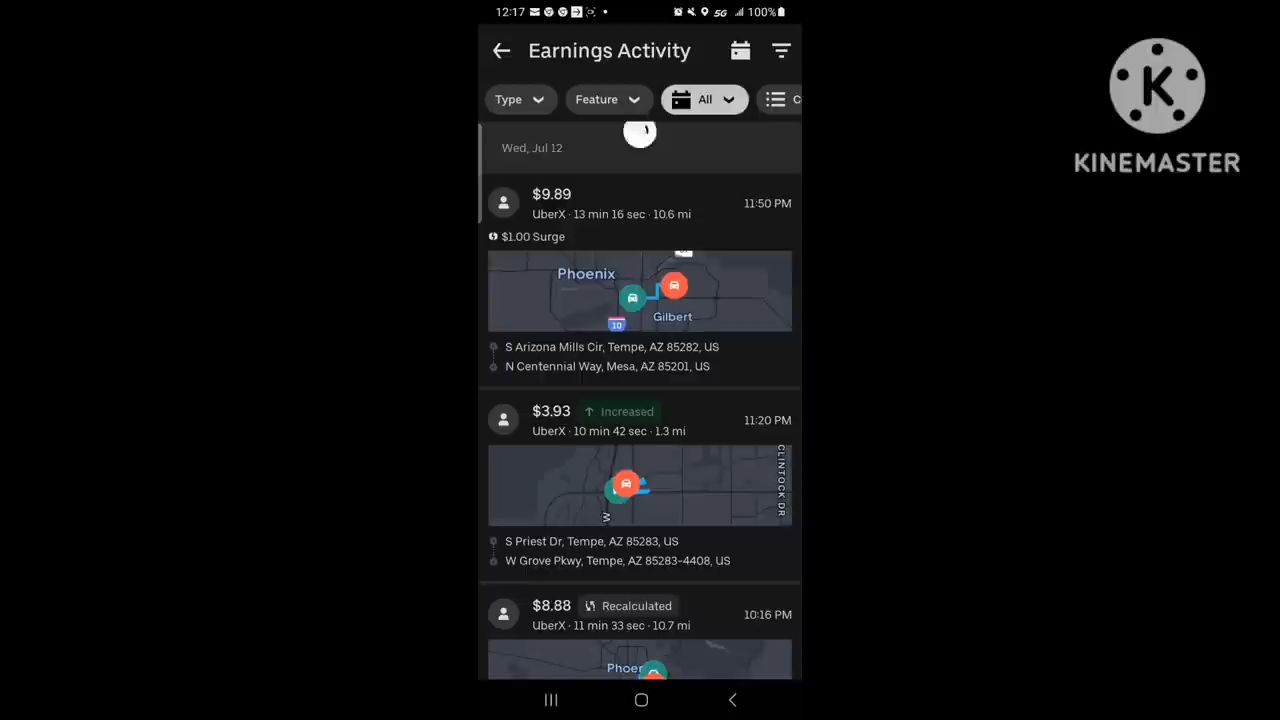 12:17
5G
100%
Earnings Activity
Type
Feature
All
C
Wed, Jul 12
$9.89
UberX · 13 min 16 sec · 10.6 mi
11:50 PM
$1.00 Surge
Phoenix
Gilbert
10
S Arizona Mills Cir, Tempe, AZ 85282, US
N Centennial Way, Mesa, AZ 85201, US
$3.93
Increased
UberX · 10 min 42 sec · 1.3 mi
11:20 PM
CLINTOCK DR
W
S Priest Dr, Tempe, AZ 85283, US
W Grove Pkwy, Tempe, AZ 85283-4408, US
$8.88
Recalculated
UberX · 11 min 33 sec · 10.7 mi
10:16 PM
Phoer
K
KINEMASTER